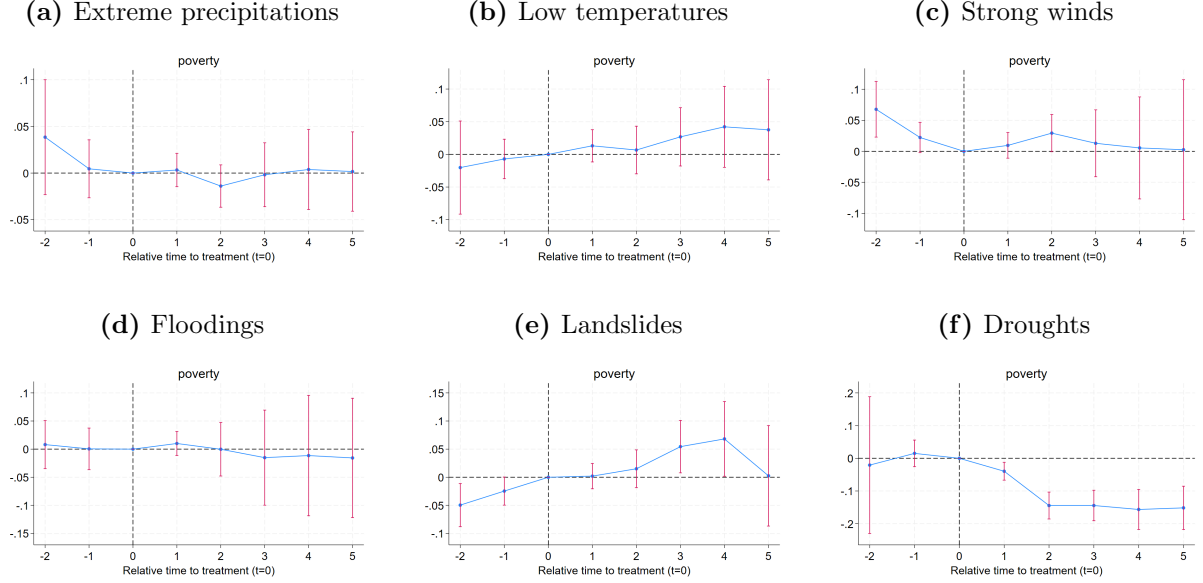 (a) Extreme precipitations
poverty
.1
.05
0
-.05
-2 -1 0 1 2 3 4 5
Relative time to treatment (t=0)
(b) Low temperatures
poverty
.1
.05
0
-.05
-.1
-2 -1 0 1 2 3 4 5
Relative time to treatment (t=0)
(c) Strong winds
poverty
.1
.05
0
-.05
-.1
-2 -1 0 1 2 3 4 5
Relative time to treatment (t=0)
(d) Floodings
poverty
.1
.05
0
-.05
-.1
-.15
-2 -1 0 1 2 3 4 5
Relative time to treatment (t=0)
(e) Landslides
poverty
.15
.1
.05
0
-.05
-.1
-2 -1 0 1 2 3 4 5
Relative time to treatment (t=0)
(f) Droughts
poverty
.2
.1
0
-.1
-.2
-2 -1 0 1 2 3 4 5
Relative time to treatment (t=0)